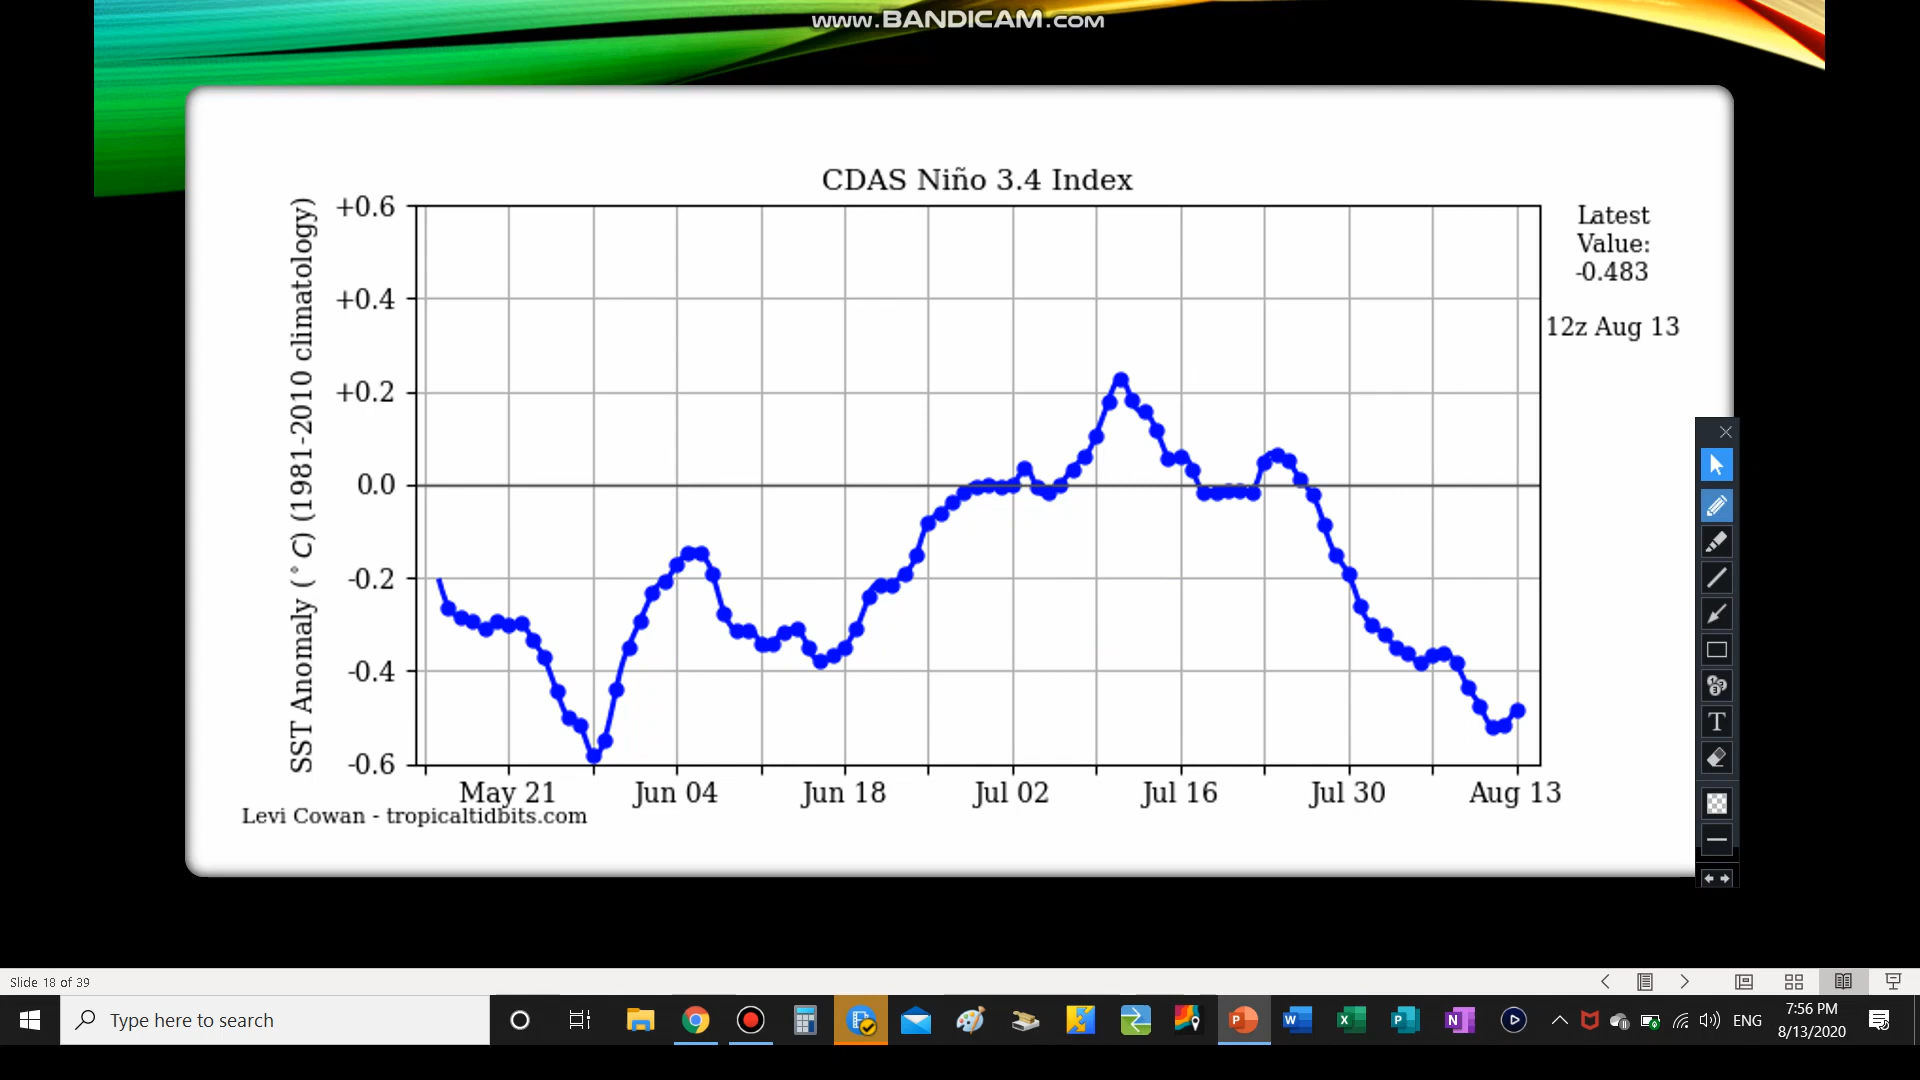 www.BANDICAM.com
CDAS Niño 3.4 Index
SST Anomaly (°C) (1981-2010 climatology)
+0.6
+0.4
+0.2
0.0
-0.2
-0.4
-0.6
May 21
Jun 04
Jun 18
Jul 02
Jul 16
Jul 30
Aug 13
Levi Cowan - tropicaltidbits.com
Latest
Value:
-0.483
12z Aug 13
T
Slide 18 of 39
Type here to search
ENG
7:56 PM
8/13/2020